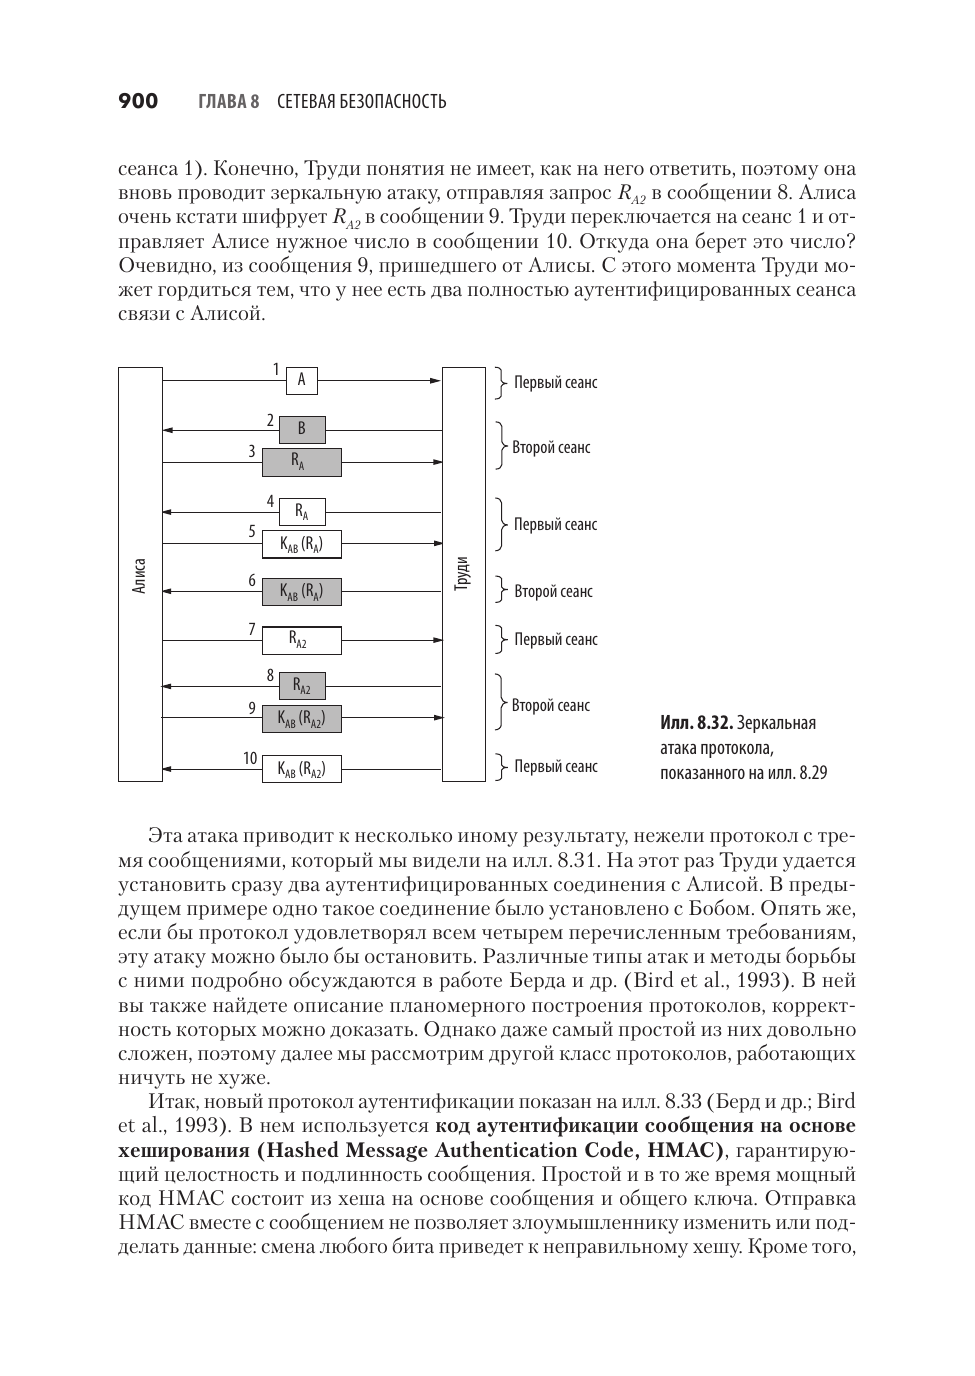 900 ГЛАВА 8 СЕТЕВАЯ БЕЗОПАСНОСТЬ
сеанса 1). Конечно, Труди понятия не имеет, как на него ответить, поэтому она
вновь проводит зеркальную атаку, отправляя запрос R_A2 в сообщении 8. Алиса
очень кстати шифрует R_A2 в сообщении 9. Труди переключается на сеанс 1 и от-
правляет Алисе нужное число в сообщении 10. Откуда она берет это число?
Очевидно, из сообщения 9, пришедшего от Алисы. С этого момента Труди мо-
жет гордиться тем, что у нее есть два полностью аутентифицированных сеанса
связи с Алисой.
Алиса
Труди
1 A Первый сеанс
2 B
Второй сеанс
3 R_A
4 R_A
Первый сеанс
5 K_AB (R_A)
6 K_AB (R_A) Второй сеанс
7 R_A2 Первый сеанс
8 R_A2
Второй сеанс
9 K_AB (R_A2)
10 K_AB (R_A2) Первый сеанс
Илл. 8.32. Зеркальная
атака протокола,
показанного на илл. 8.29
Эта атака приводит к несколько иному результату, нежели протокол с тре-
мя сообщениями, который мы видели на илл. 8.31. На этот раз Труди удается
установить сразу два аутентифицированных соединения с Алисой. В преды-
дущем примере одно такое соединение было установлено с Бобом. Опять же,
если бы протокол удовлетворял всем четырем перечисленным требованиям,
эту атаку можно было бы остановить. Различные типы атак и методы борьбы
с ними подробно обсуждаются в работе Берда и др. (Bird et al., 1993). В ней
вы также найдете описание планомерного построения протоколов, коррект-
ность которых можно доказать. Однако даже самый простой из них довольно
сложен, поэтому далее мы рассмотрим другой класс протоколов, работающих
ничуть не хуже.
Итак, новый протокол аутентификации показан на илл. 8.33 (Берд и др.; Bird
et al., 1993). В нем используется код аутентификации сообщения на основе
хеширования (Hashed Message Authentication Code, HMAC), гарантирую-
щий целостность и подлинность сообщения. Простой и в то же время мощный
код HMAC состоит из хеша на основе сообщения и общего ключа. Отправка
HMAC вместе с сообщением не позволяет злоумышленнику изменить или под-
делать данные: смена любого бита приведет к неправильному хешу. Кроме того,